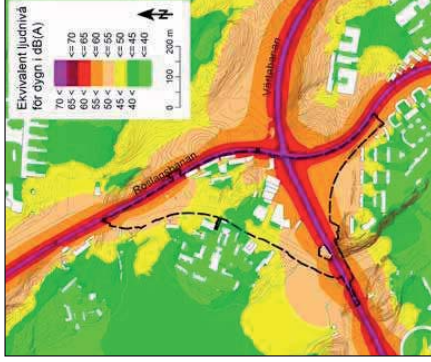 Ekvivalent ljudnivå
för dygn i dB(A)
70 <
65 < <= 70
60 < <= 65
55 < <= 60
50 < <= 55
45 < <= 50
40 < <= 45
<= 40
N
0 100 200 m
Värtabanan
Roslagsbanan